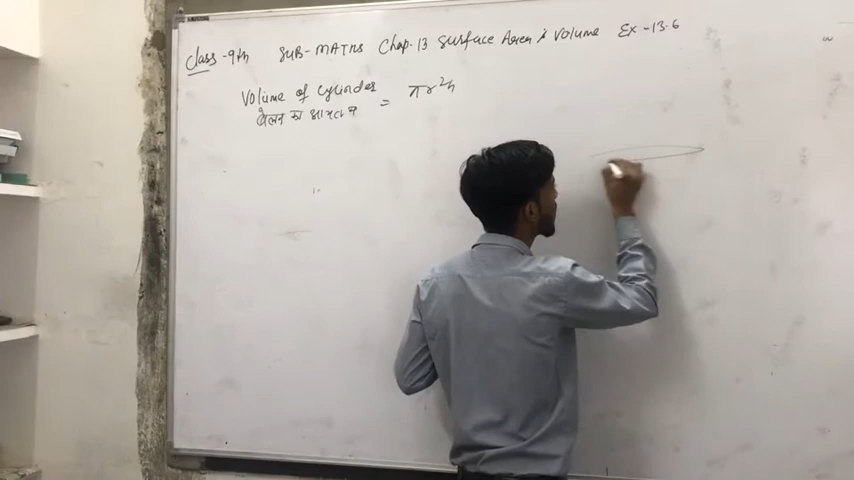 Class-9th SUB-MATHS Chap.13 Surface Area & Volume Ex-13.6
Volume of Cylinder = πr²h
बेलन का आयतन